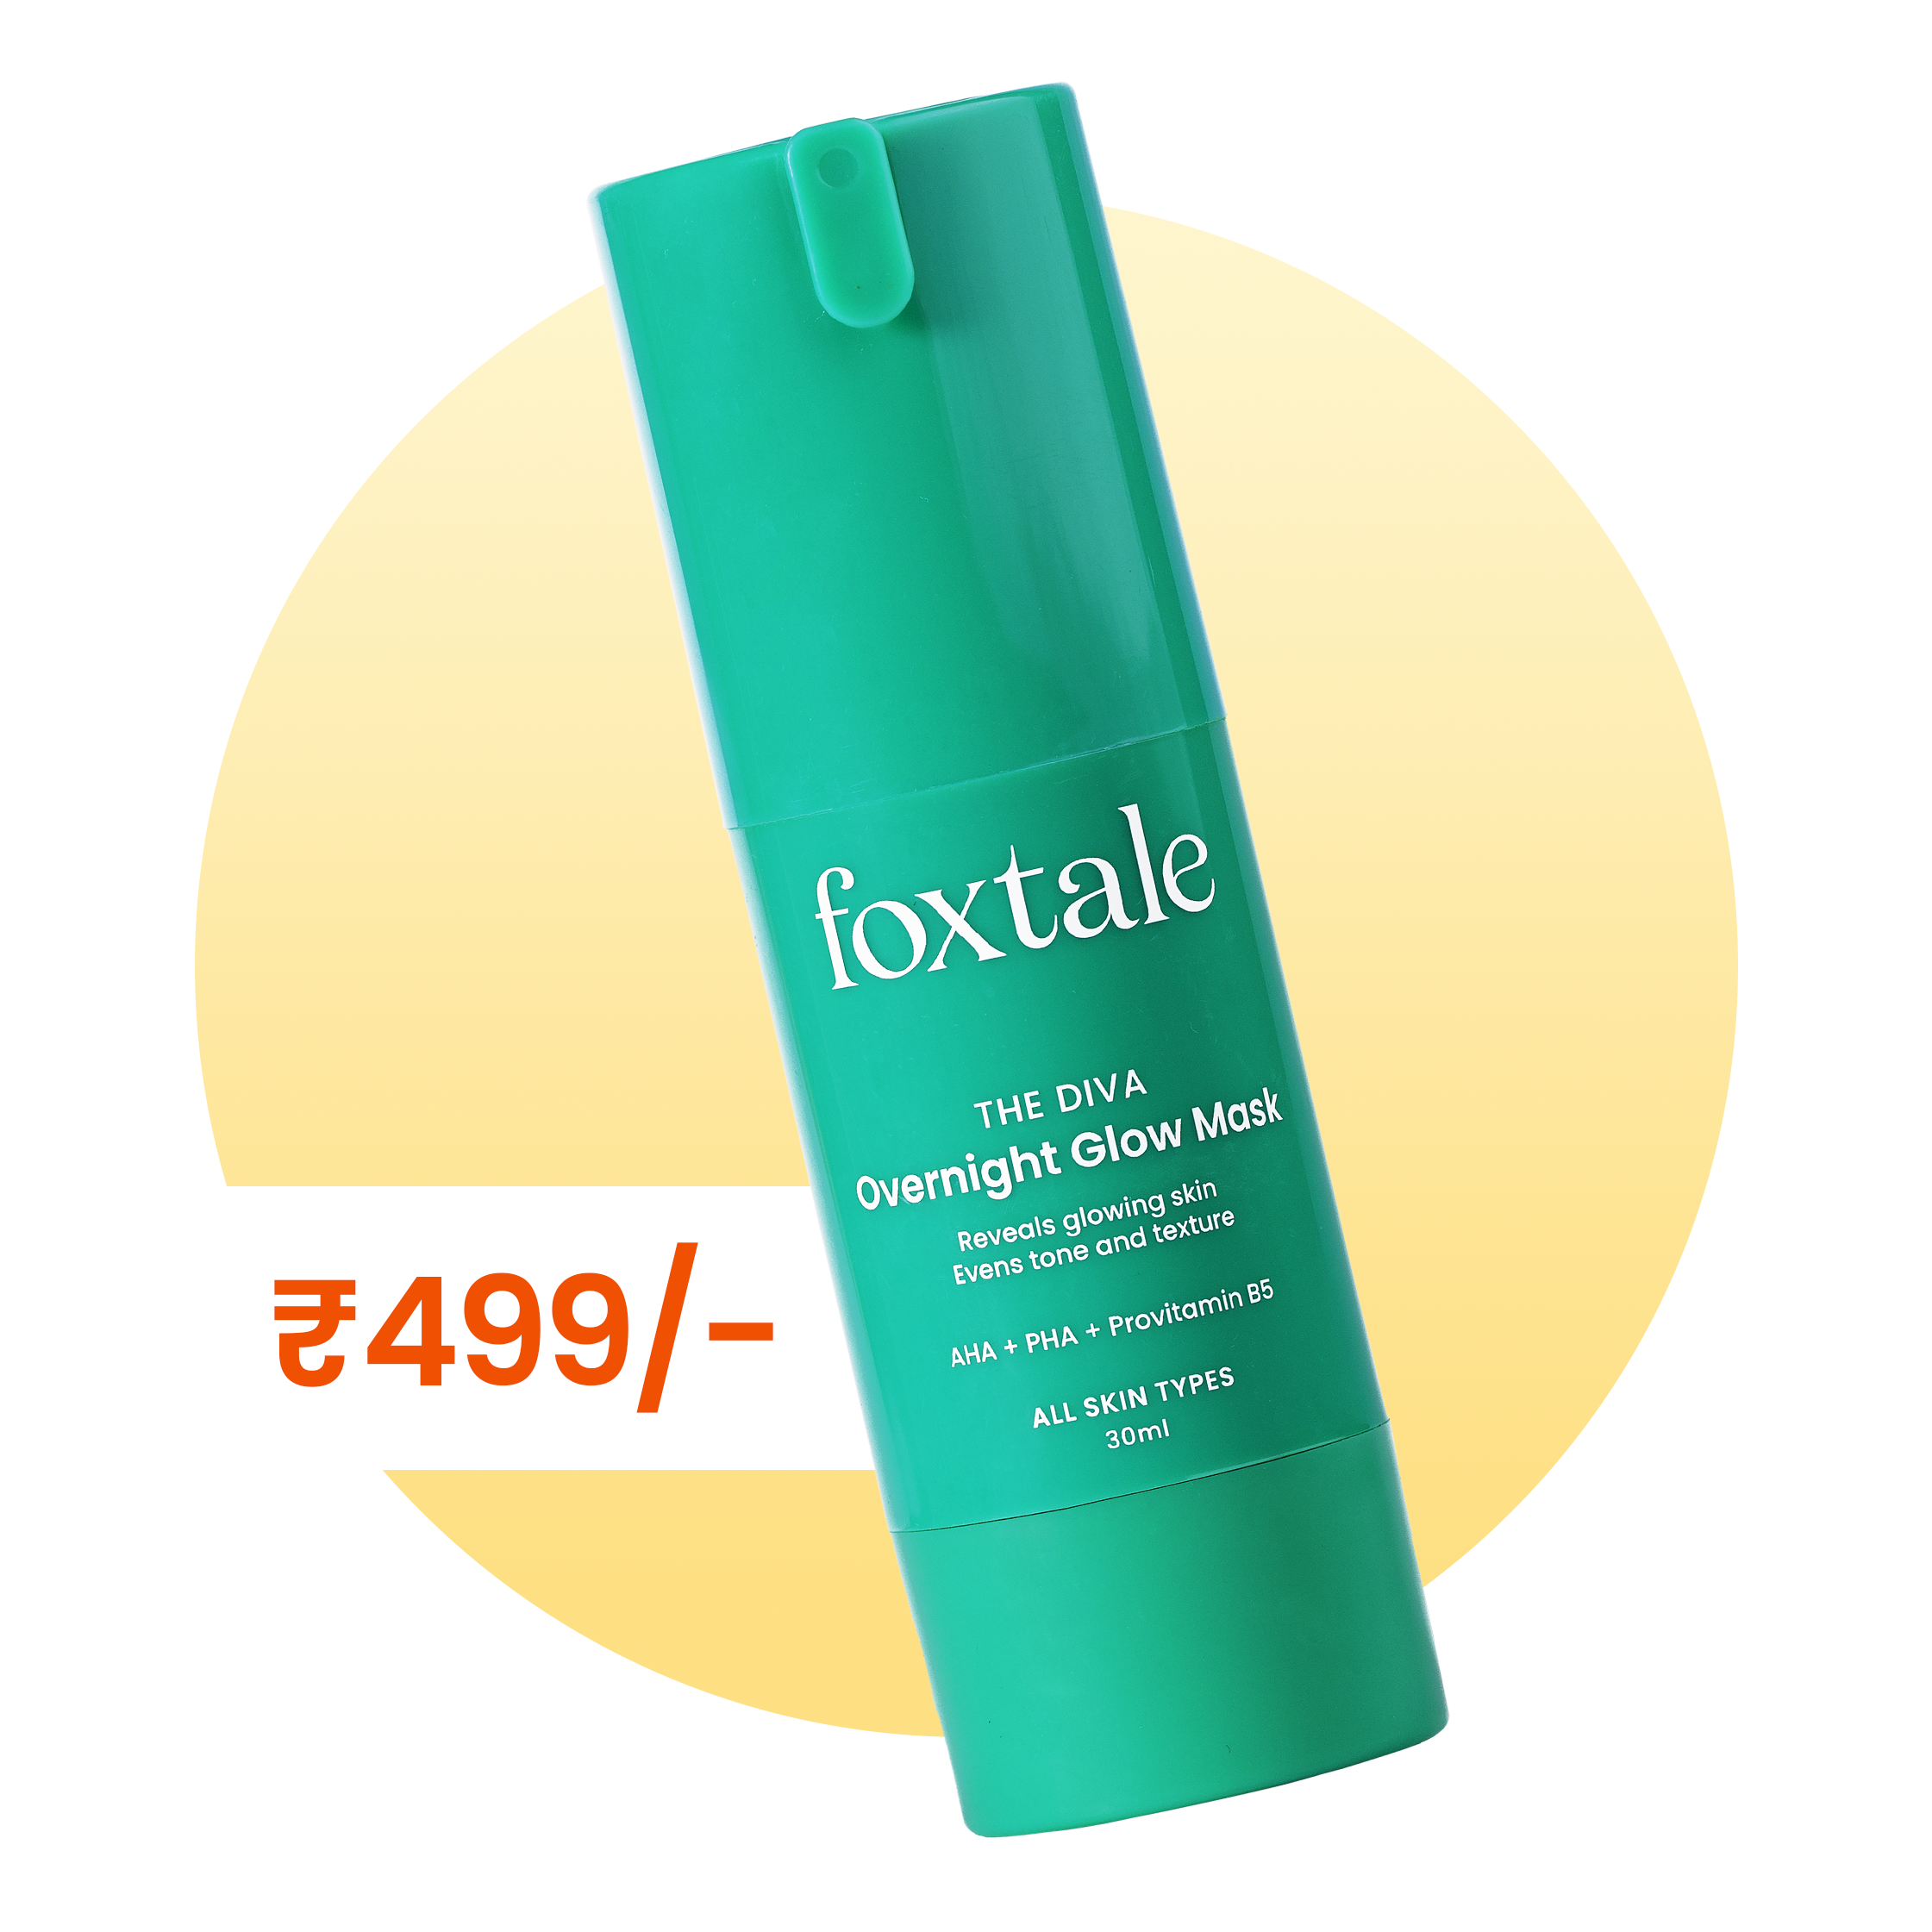 foxtale
THE DIVA
Overnight Glow Mask
Reveals glowing skin
Evens tone and texture
AHA + PHA + Provitamin B5
ALL SKIN TYPES
30ml
₹499/-